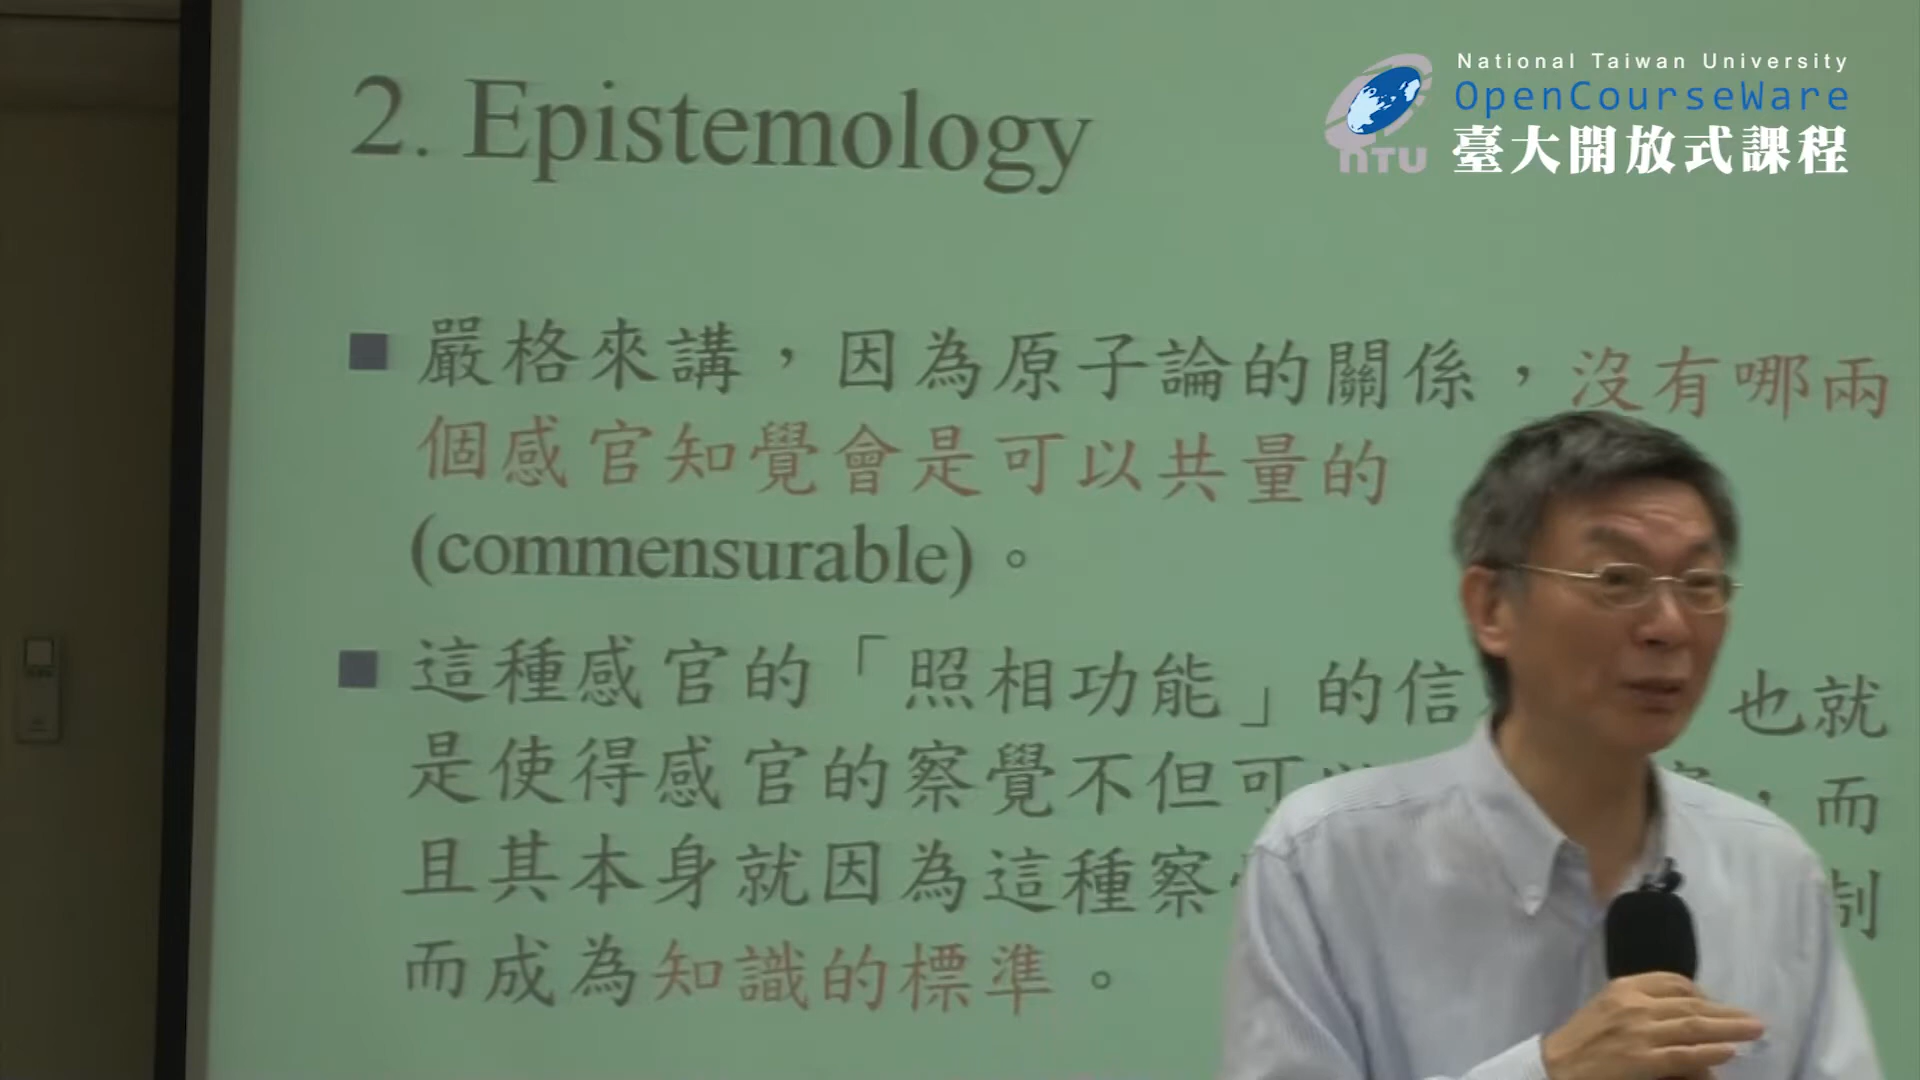 National Taiwan University
OpenCourseWare
臺大開放式課程
nTU
2. Epistemology
嚴格來講，因為原子論的關係，沒有哪兩
個感官知覺會是可以共量的
(commensurable)。
這種感官的「照相功能」的信 也就
是使得感官的察覺不但可 ，而
且其本身就因為這種察 制
而成為知識的標準。